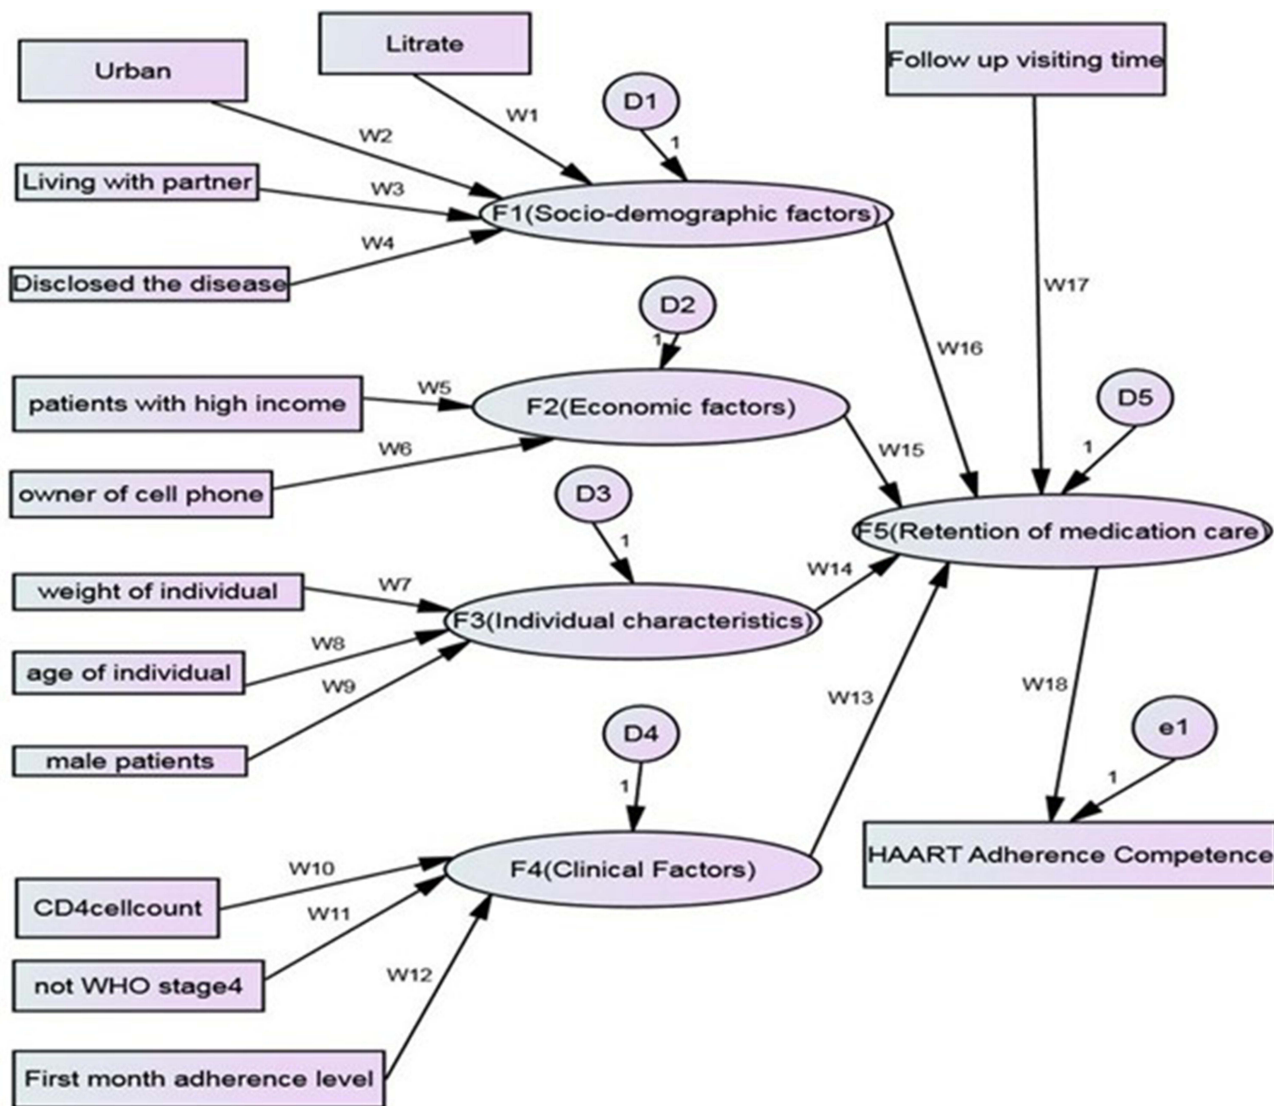 Litrate
Urban
Follow up visiting time
D1
W1
W2
1
Living with partner
W3
F1(Socio-demographic factors)
W4
Disclosed the disease
W17
D2
1
W16
patients with high income
W5
F2(Economic factors)
D5
W6
W15
1
owner of cell phone
D3
F5(Retention of medication care)
1
W14
weight of individual
W7
F3(Individual characteristics)
W8
age of individual
W9
W18
W13
male patients
D4
e1
1
1
W10
F4(Clinical Factors)
HAART Adherence Competence
CD4cellcount
W11
not WHO stage4
W12
First month adherence level